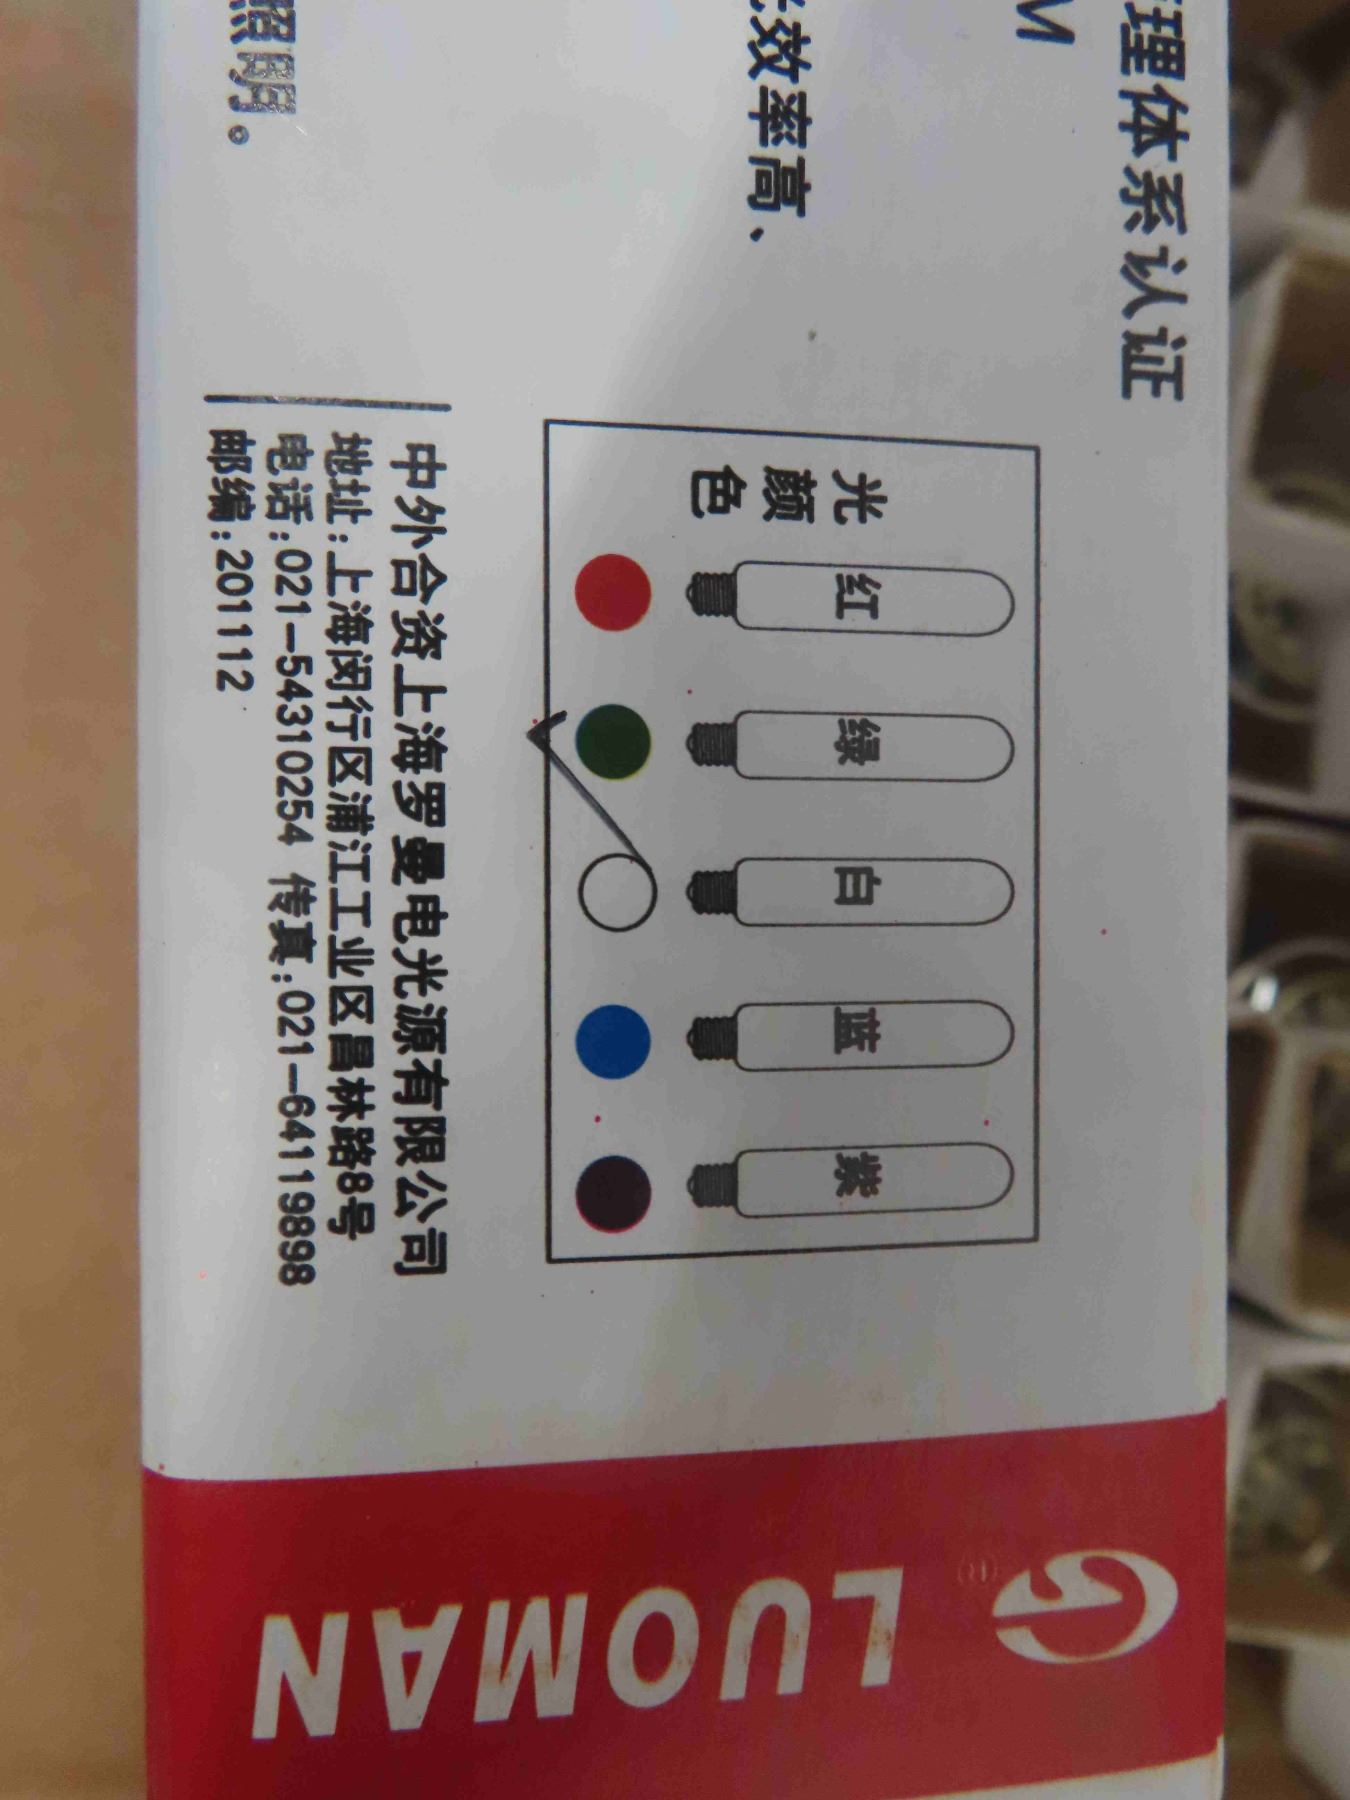 理体系认证
M
效率高、
照明。
光
颜
色
红
绿
白
蓝
紫
中外合资上海罗曼电光源有限公司
地址:上海闵行区浦江工业区昌林路8号
电话:021-54310254 传真:021-64119898
邮编:201112
LUOMAN